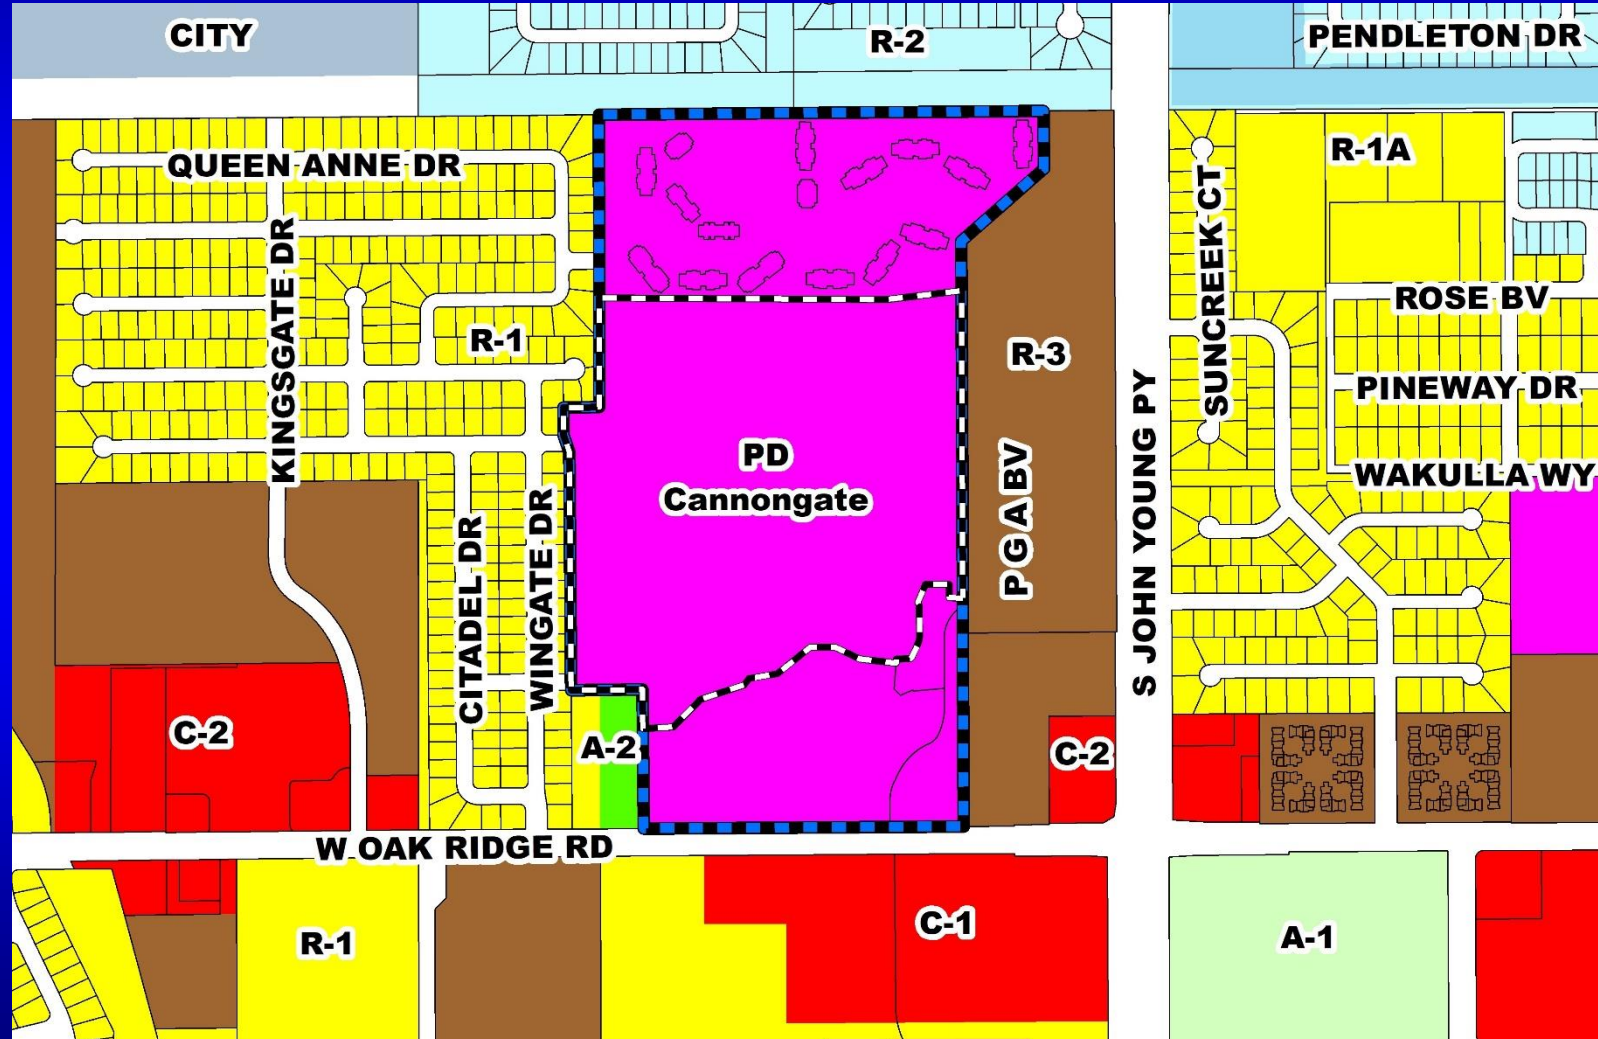 CITY
R-2
PENDLETON DR
QUEEN ANNE DR
R-1A
KINGSGATE DR
SUNCREEK CT
R-1
R-3
ROSE BV
PINEWAY DR
PD
Cannongate
WAKULLA WY
P G A BV
S JOHN YOUNG PY
CITADEL DR
WINGATE DR
C-2
A-2
C-2
W OAK RIDGE RD
R-1
C-1
A-1